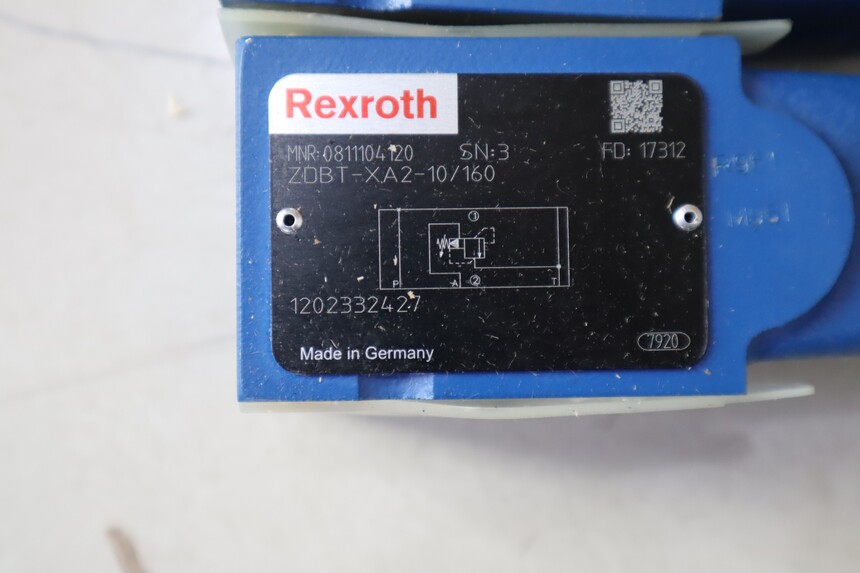 Rexroth
MNR: 0811104120 SN: 3 FD: 17312
ZDBT-XA2-10/160
1
P A 2 T
1202332427
Made in Germany
7920